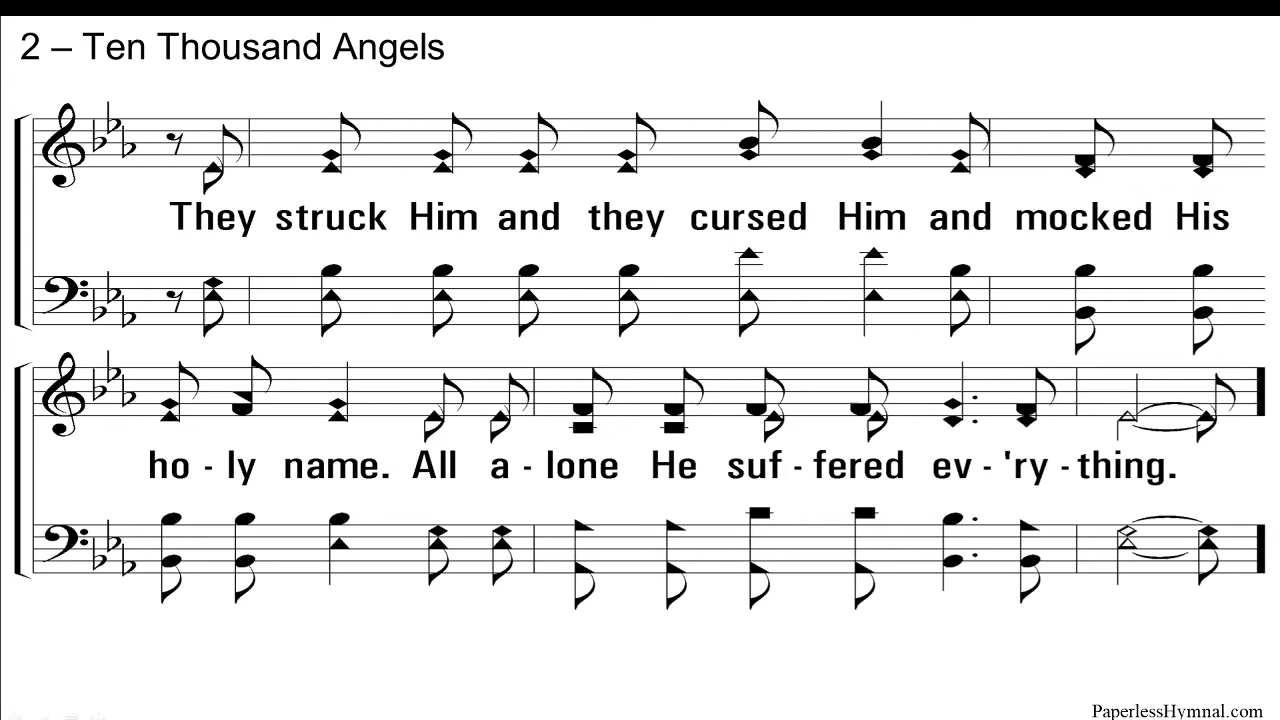 2 – Ten Thousand Angels
They struck Him and they cursed Him and mocked His
ho - ly name. All a - lone He suf - fered ev - 'ry - thing.
PaperlessHymnal.com